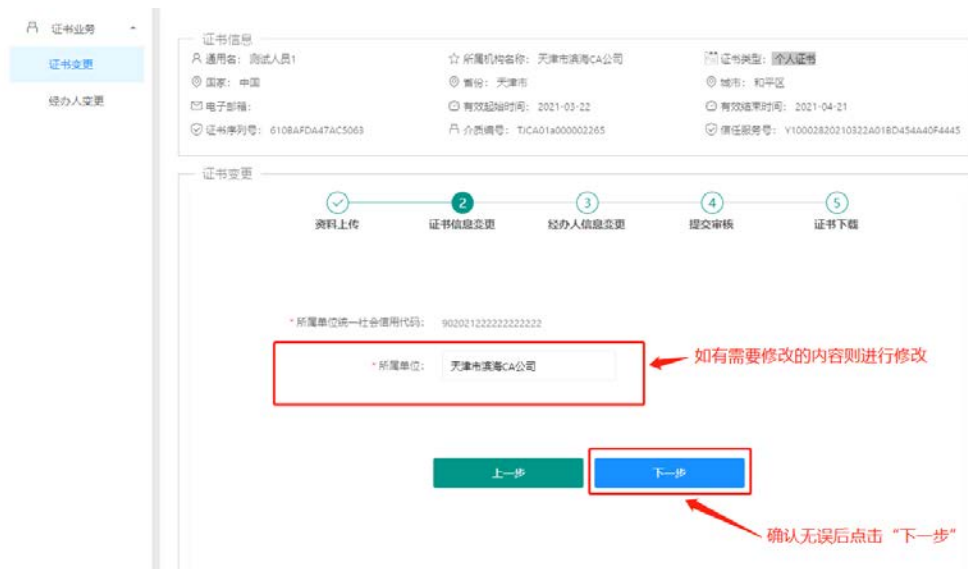 证书业务
证书变更
经办人变更
证书信息
通用名: 测试人员1 所属机构名称: 天津市滨海CA公司 证书类型: 个人证书
国家: 中国 省份: 天津市 城市: 和平区
电子邮箱: 有效起始时间: 2021-03-22 有效结束时间: 2021-04-21
证书序列号: 610BAFDA47AC5063 介质编号: TJCA01a000002265 信任服务号: Y10002820210322A01BD454A40F4445
证书变更
2 3 4 5
资料上传 证书信息变更 经办人信息变更 提交审核 证书下载
* 所属单位统一社会信用代码: 902021222222222222
* 所属单位: 天津市滨海CA公司
如有需要修改的内容则进行修改
上一步 下一步
确认无误后点击“下一步”